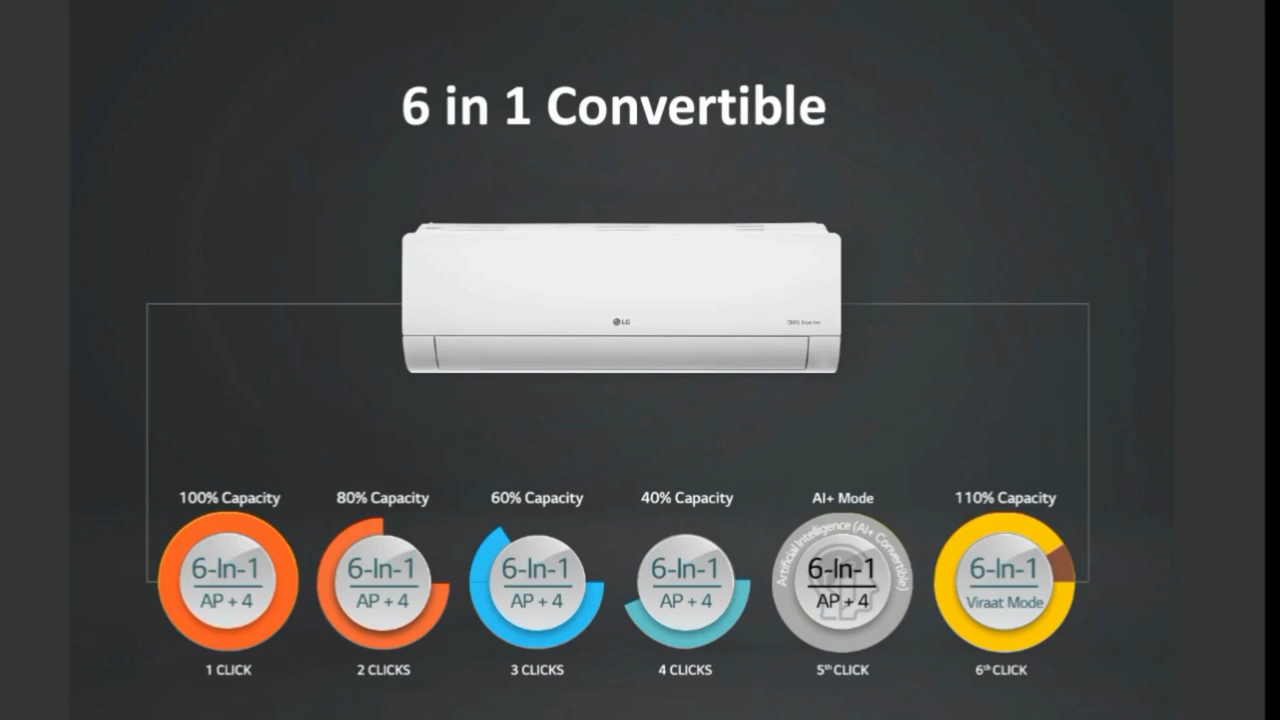 6 in 1 Convertible
LG
DUAL Inverter
100% Capacity
80% Capacity
60% Capacity
40% Capacity
AI+ Mode
110% Capacity
6-In-1
AP + 4
6-In-1
AP + 4
6-In-1
AP + 4
6-In-1
AP + 4
Artificial Intelligence (AI+ Convertible)
6-In-1
AP + 4
6-In-1
Viraat Mode
1 CLICK
2 CLICKS
3 CLICKS
4 CLICKS
5th CLICK
6th CLICK